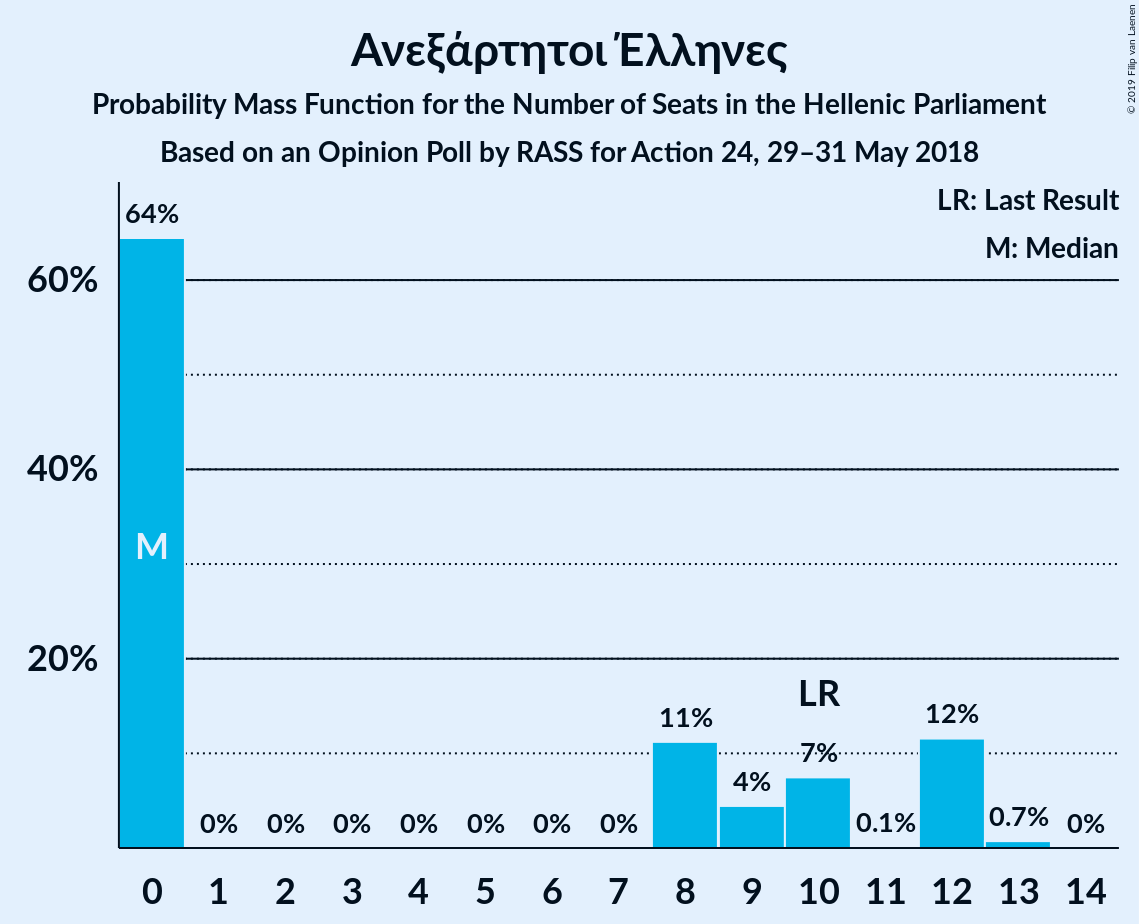 Ανεξάρτητοι Έλληνες
Probability Mass Function for the Number of Seats in the Hellenic Parliament
Based on an Opinion Poll by RASS for Action 24, 29–31 May 2018
© 2019 Filip van Laenen
LR: Last Result
M: Median
64%
60%
40%
M
20%
LR
11% 4% 7% 12%
0% 0% 0% 0% 0% 0% 0% 0.1% 0.7% 0%
0 1 2 3 4 5 6 7 8 9 10 11 12 13 14